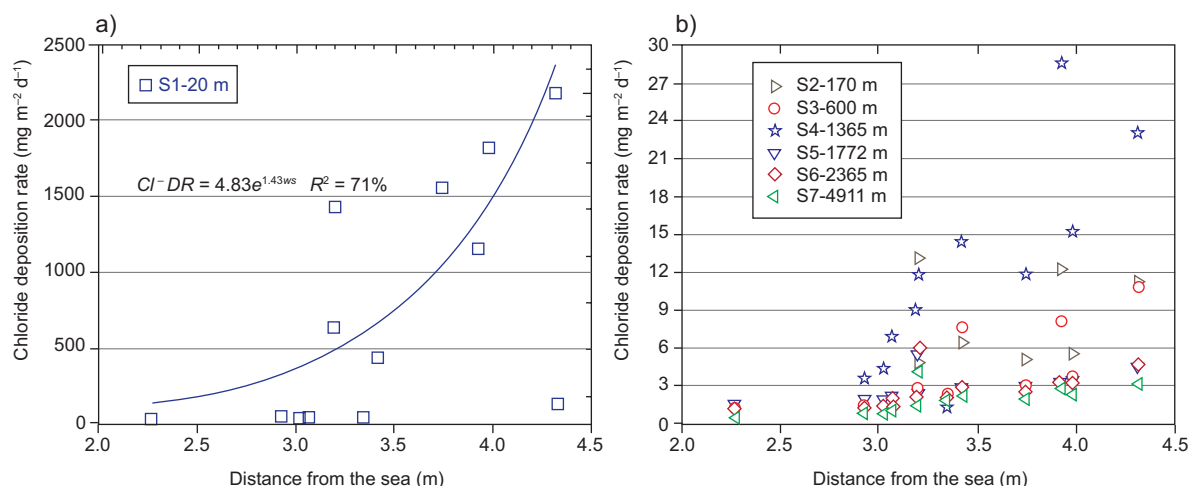 a)
Chloride deposition rate (mg m⁻² d⁻¹)
2500
2000
1500
1000
500
0
S1-20 m
Cl⁻ DR = 4.83e^1.43ws R² = 71%
2.0 2.5 3.0 3.5 4.0 4.5
Distance from the sea (m)
b)
Chloride deposition rate (mg m⁻² d⁻¹)
30
27
24
21
18
15
12
9
6
3
0
S2-170 m
S3-600 m
S4-1365 m
S5-1772 m
S6-2365 m
S7-4911 m
2.0 2.5 3.0 3.5 4.0 4.5
Distance from the sea (m)